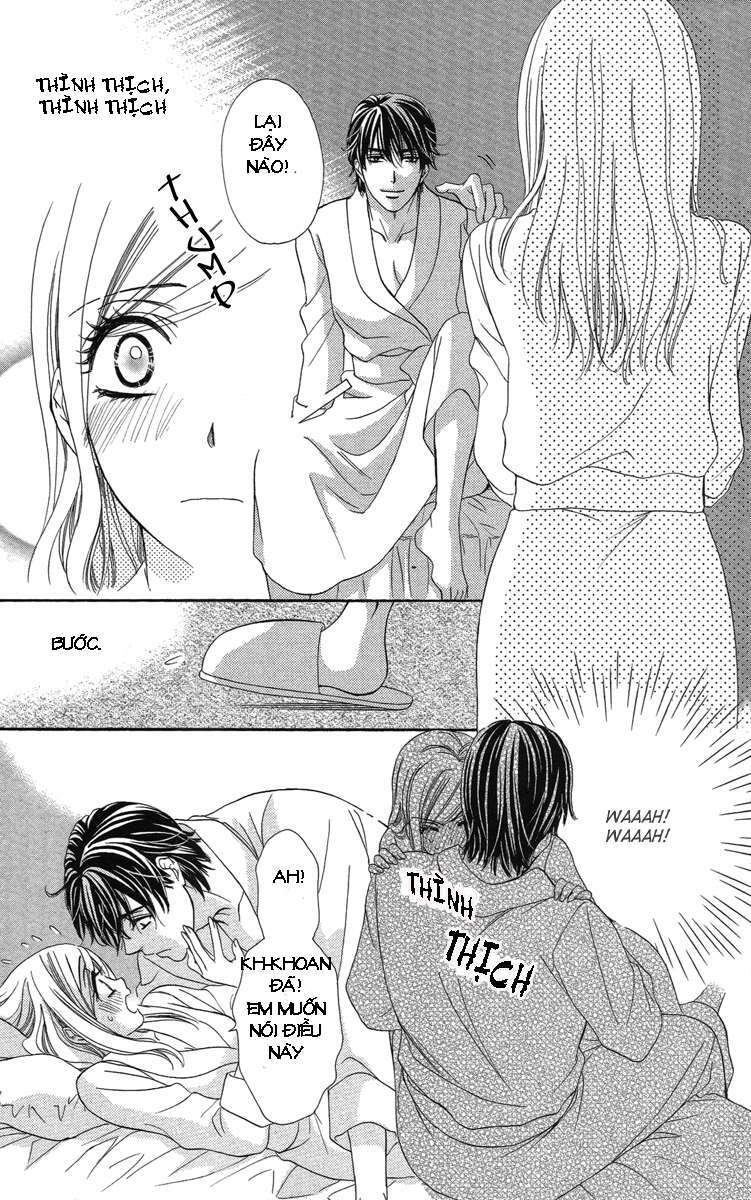 THÌNH THỊCH,
THÌNH THỊCH
LẠI
ĐÂY
NÀO!
THUMP
BƯỚC.
WAAAH!
WAAAH!
THÌNH
THỊCH
AH!
KH-KHOAN
ĐÃ!
EM MUỐN
NÓI ĐIỀU
NÀY